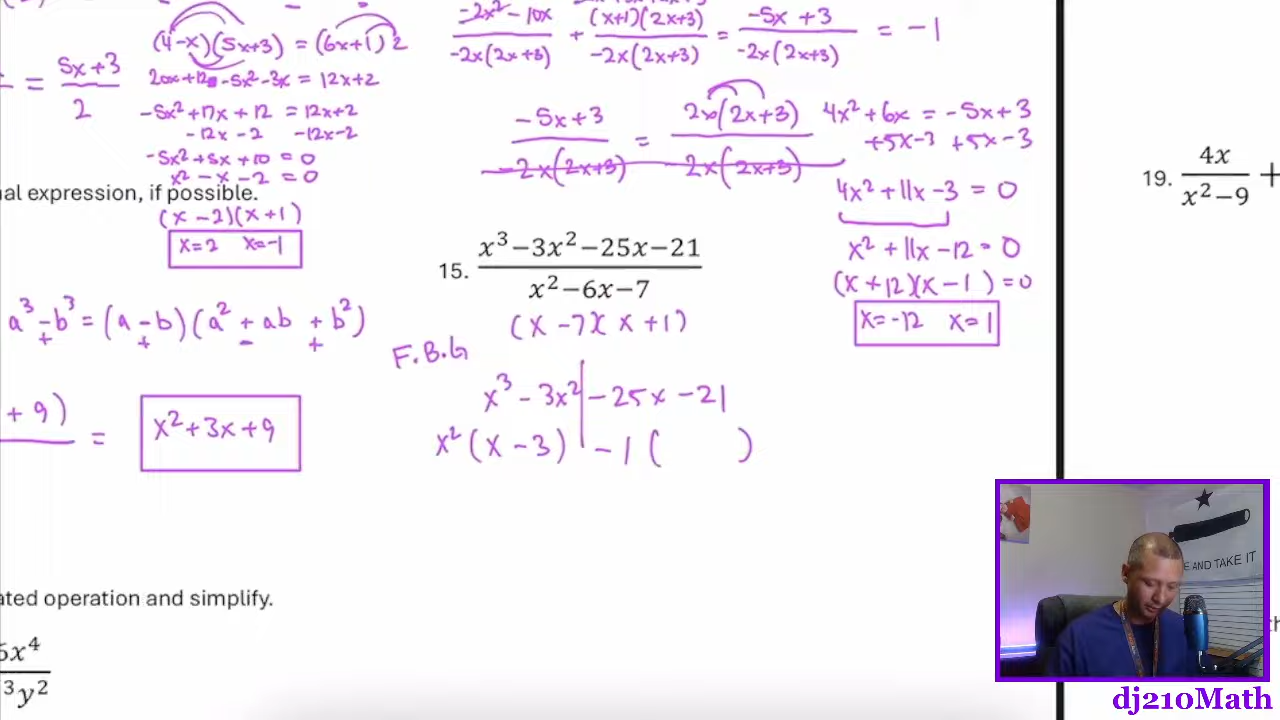 (4-x)(5x+3) = (6x+1)2
20x+12-5x²-3x = 12x+2
= 5x+3 / 2
-5x²+17x+12 = 12x+2
-12x-2 -12x-2
-5x²+5x+10 = 0
x²-x-2 = 0
nal expression, if possible.
(x-2)(x+1)
x=2 x=-1
-2x²-10x / -2x(2x+3) + (x+1)(2x+3) / -2x(2x+3) = -5x+3 / -2x(2x+3) = -1
-5x+3 / -2x(2x+3) = 2x(2x+3) / 2x(2x+3)
4x²+6x = -5x+3
+5x-3 +5x-3
4x²+11x-3 = 0
x²+11x-12=0
(x+12)(x-1)=0
x=-12 x=1
15. x³−3x²−25x−21 / x²−6x−7
(x-7)(x+1)
a³-b³=(a-b)(a²+ab+b²)
+ + - +
F.B.G
x³-3x²|-25x-21
x²(x-3) -1( )
+9) =
x²+3x+9
19. 4x / x²−9 +
ated operation and simplify.
5x⁴
³y²
E AND TAKE IT
dj210Math